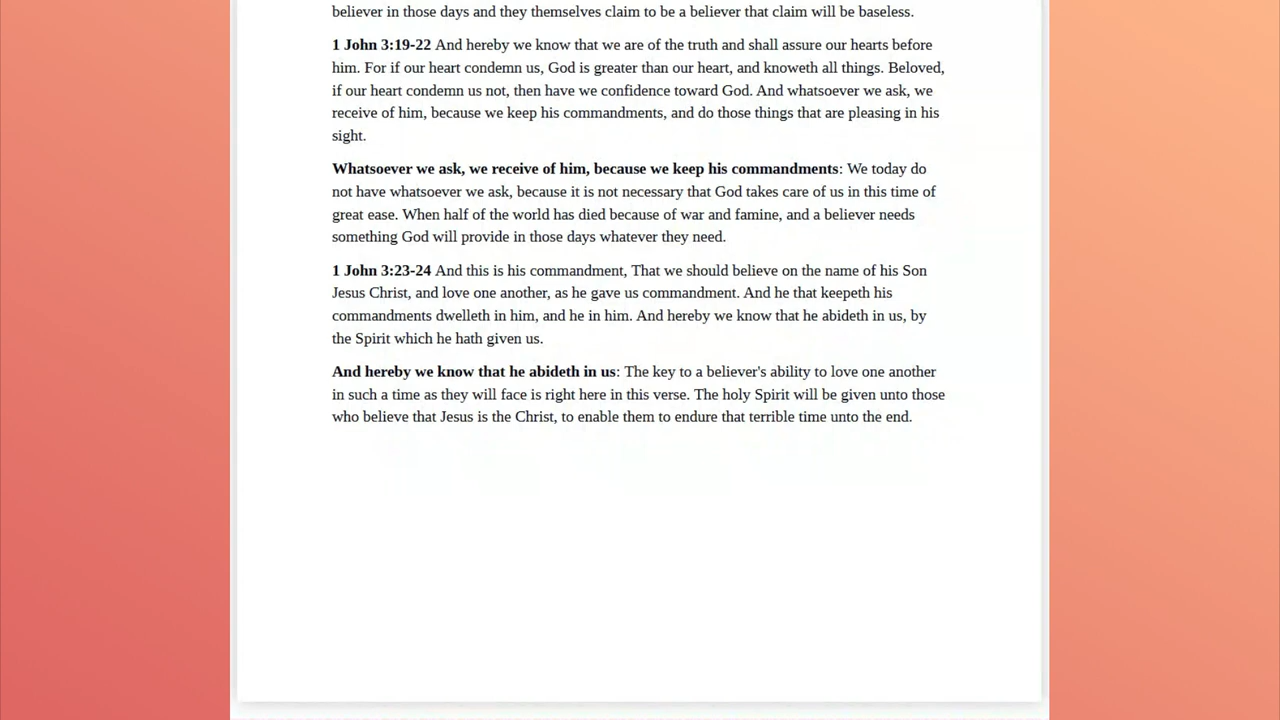 believer in those days and they themselves claim to be a believer that claim will be baseless.
1 John 3:19-22 And hereby we know that we are of the truth and shall assure our hearts before
him. For if our heart condemn us, God is greater than our heart, and knoweth all things. Beloved,
if our heart condemn us not, then have we confidence toward God. And whatsoever we ask, we
receive of him, because we keep his commandments, and do those things that are pleasing in his
sight.
Whatsoever we ask, we receive of him, because we keep his commandments: We today do
not have whatsoever we ask, because it is not necessary that God takes care of us in this time of
great ease. When half of the world has died because of war and famine, and a believer needs
something God will provide in those days whatever they need.
1 John 3:23-24 And this is his commandment, That we should believe on the name of his Son
Jesus Christ, and love one another, as he gave us commandment. And he that keepeth his
commandments dwelleth in him, and he in him. And hereby we know that he abideth in us, by
the Spirit which he hath given us.
And hereby we know that he abideth in us: The key to a believer's ability to love one another
in such a time as they will face is right here in this verse. The holy Spirit will be given unto those
who believe that Jesus is the Christ, to enable them to endure that terrible time unto the end.